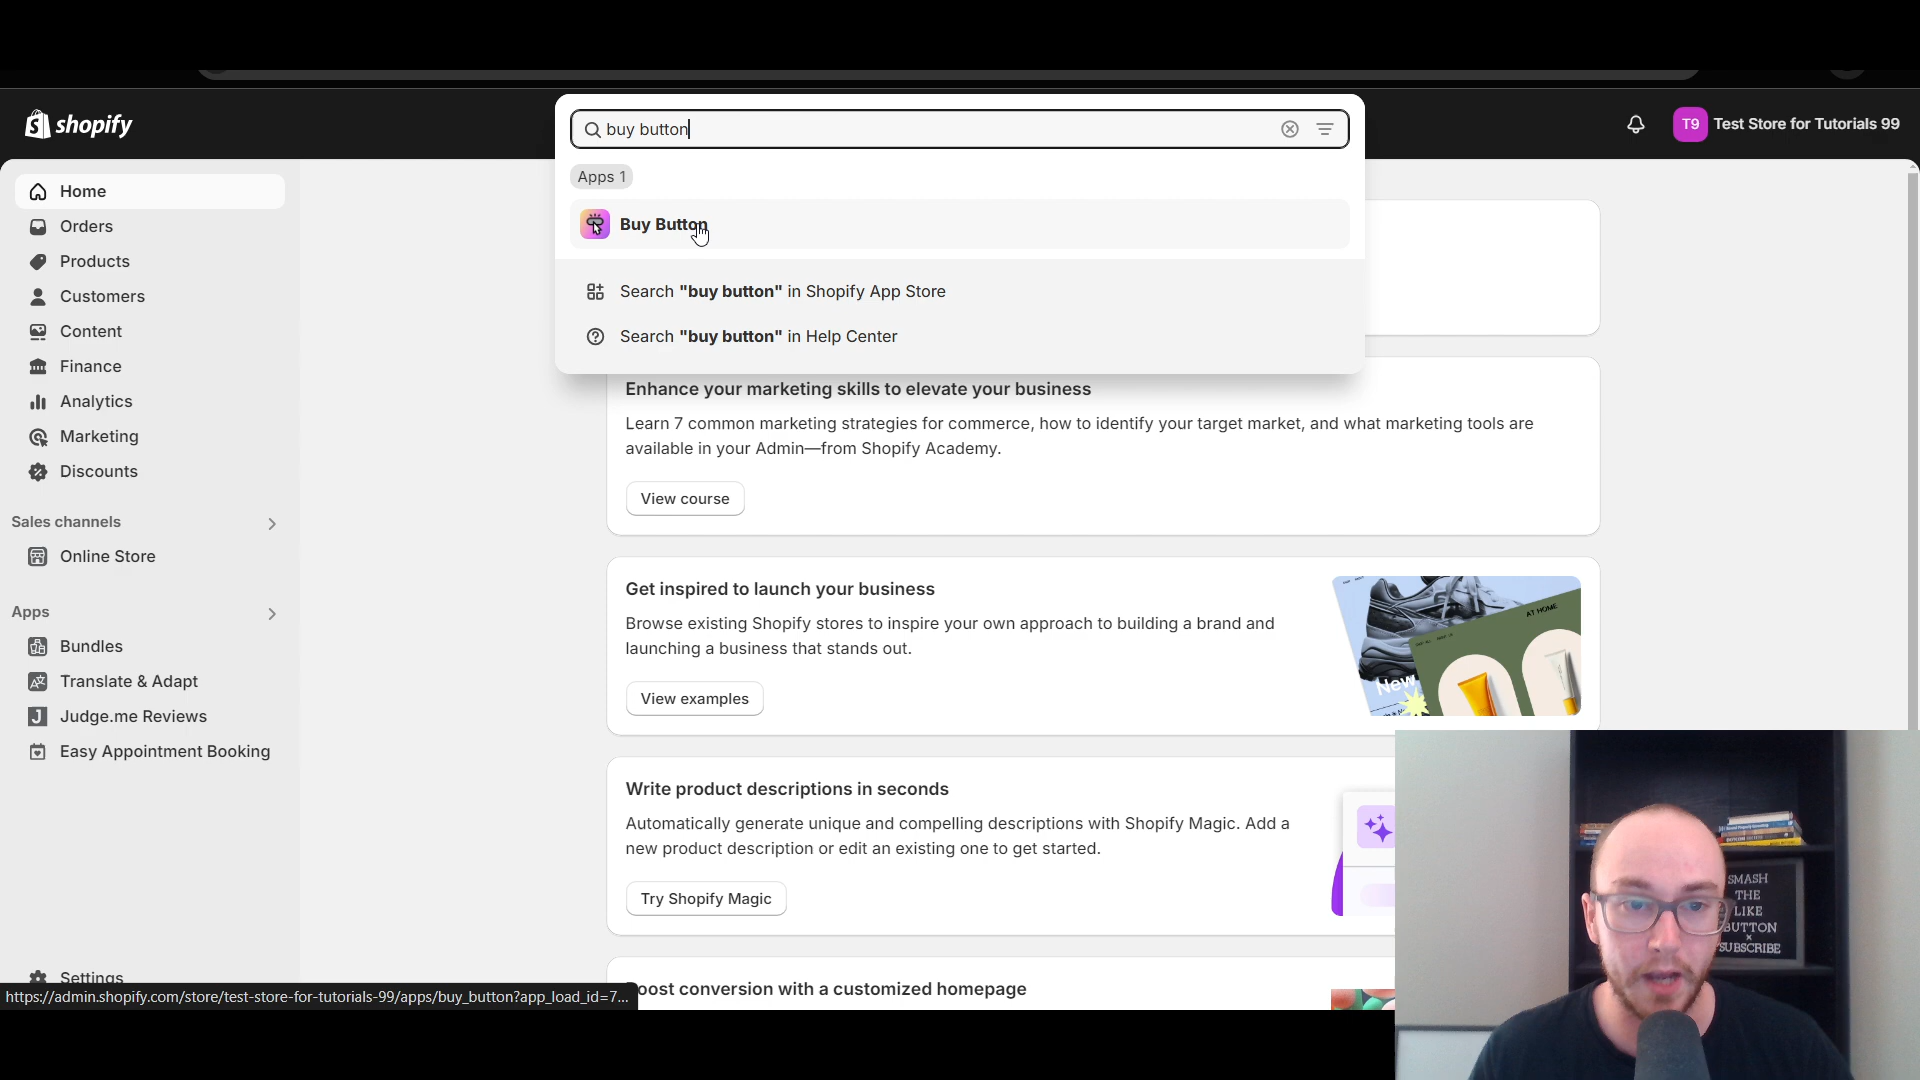 shopify
buy button
T9 Test Store for Tutorials 99
Apps 1
Buy Button
Search "buy button" in Shopify App Store
Search "buy button" in Help Center
Home
Orders
Products
Customers
Content
Finance
Analytics
Marketing
Discounts
Sales channels
Online Store
Apps
Bundles
Translate & Adapt
Judge.me Reviews
Easy Appointment Booking
Settings
https://admin.shopify.com/store/test-store-for-tutorials-99/apps/buy_button?app_load_id=7...
Enhance your marketing skills to elevate your business
Learn 7 common marketing strategies for commerce, how to identify your target market, and what marketing tools are
available in your Admin—from Shopify Academy.
View course
Get inspired to launch your business
Browse existing Shopify stores to inspire your own approach to building a brand and
launching a business that stands out.
View examples
AT HOME
New
Write product descriptions in seconds
Automatically generate unique and compelling descriptions with Shopify Magic. Add a
new product description or edit an existing one to get started.
Try Shopify Magic
oost conversion with a customized homepage
SMASH
THE
LIKE
BUTTON
SUBSCRIBE